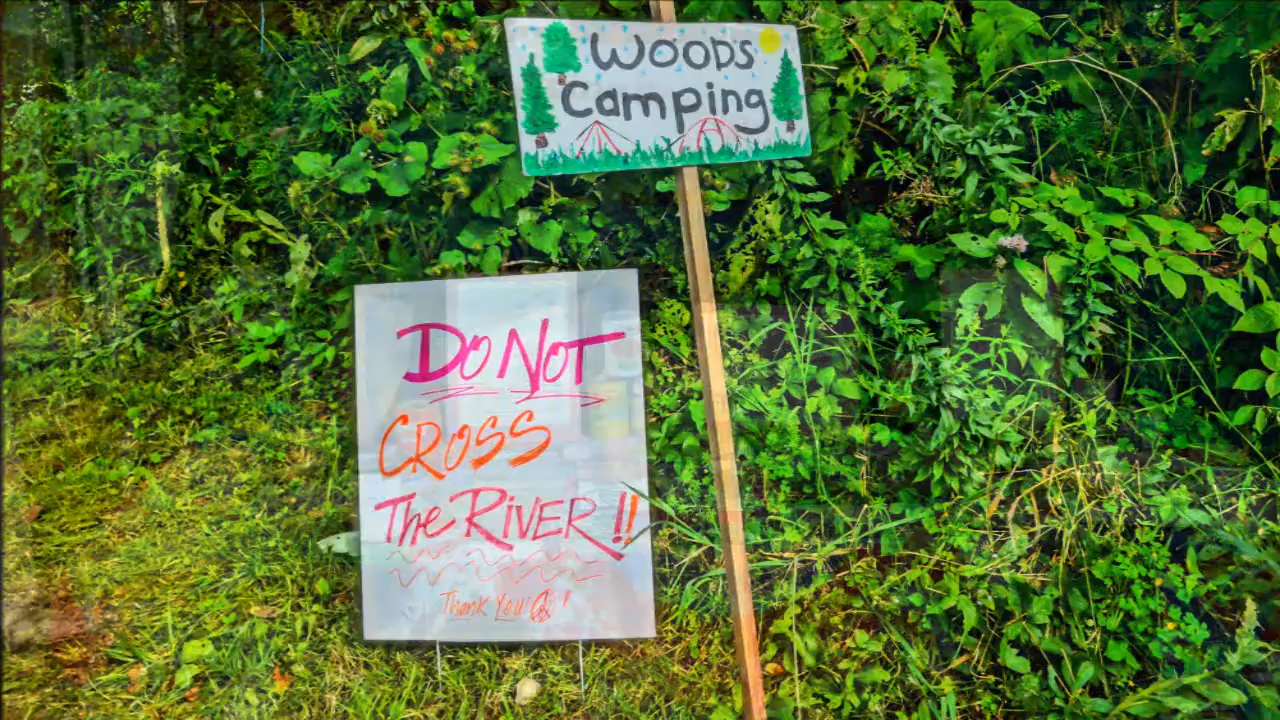 WOODS
Camping
DO NOT
CROSS
The RIVER!!
Thank You !